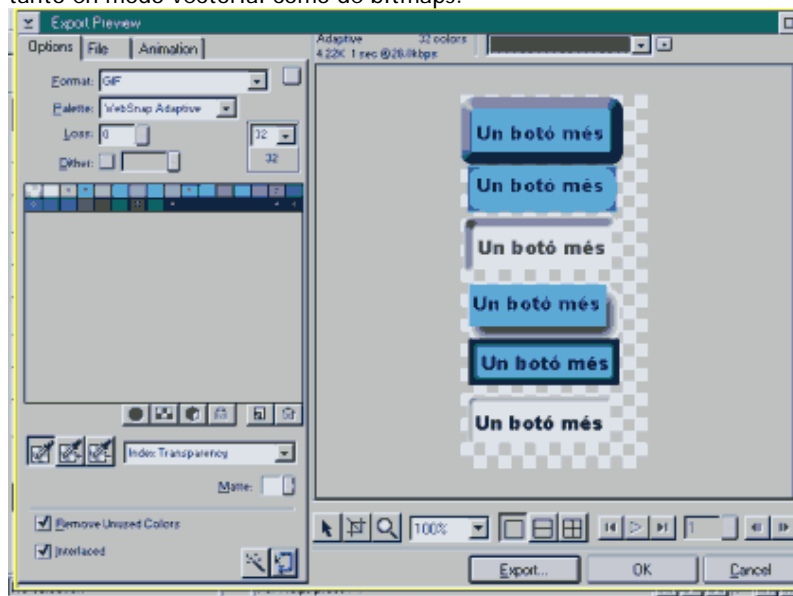 tanto en modo vectorial como de bitmaps.
Export Preview
Options File Animation
Format: GIF
Palette: WebSnap Adaptive
Loss: 0
32
Dither:
32
Index Transparency
Matte:
Remove Unused Colors
Interlaced
Adaptive 32 colors
4.22K 1 sec @28.8kbps
Un botó més
Un botó més
Un botó més
Un botó més
Un botó més
Un botó més
100%
1
Export... OK Cancel